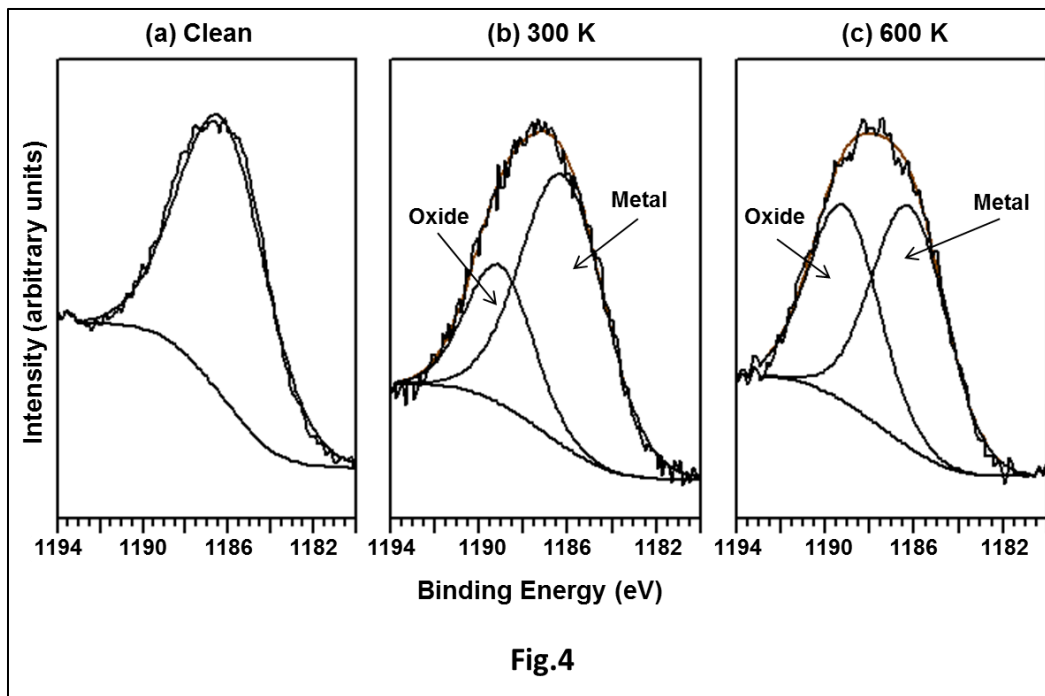 (a) Clean
(b) 300 K
(c) 600 K
Intensity (arbitrary units)
Oxide
Metal
Oxide
Metal
1194 1190 1186 1182
1194 1190 1186 1182
1194 1190 1186 1182
Binding Energy (eV)
Fig.4